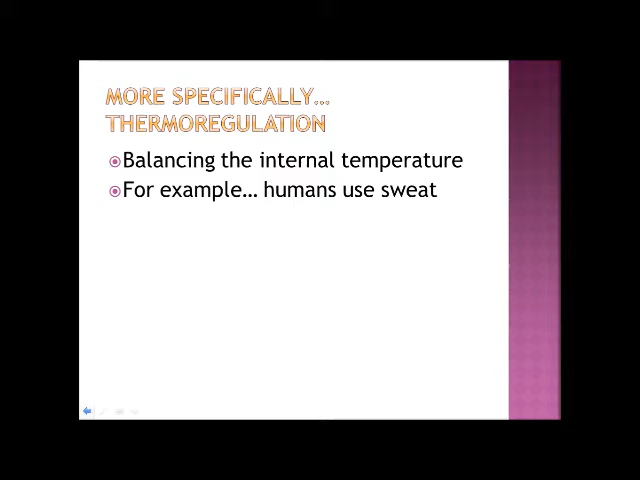 MORE SPECIFICALLY…
THERMOREGULATION
Balancing the internal temperature
For example… humans use sweat